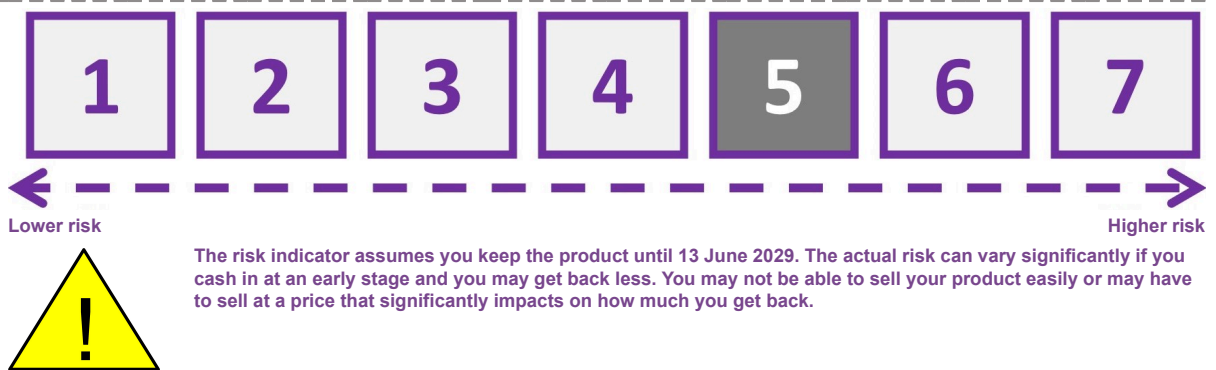 1 2 3 4 5 6 7
Lower risk Higher risk
The risk indicator assumes you keep the product until 13 June 2029. The actual risk can vary significantly if you
cash in at an early stage and you may get back less. You may not be able to sell your product easily or may have
to sell at a price that significantly impacts on how much you get back.
!